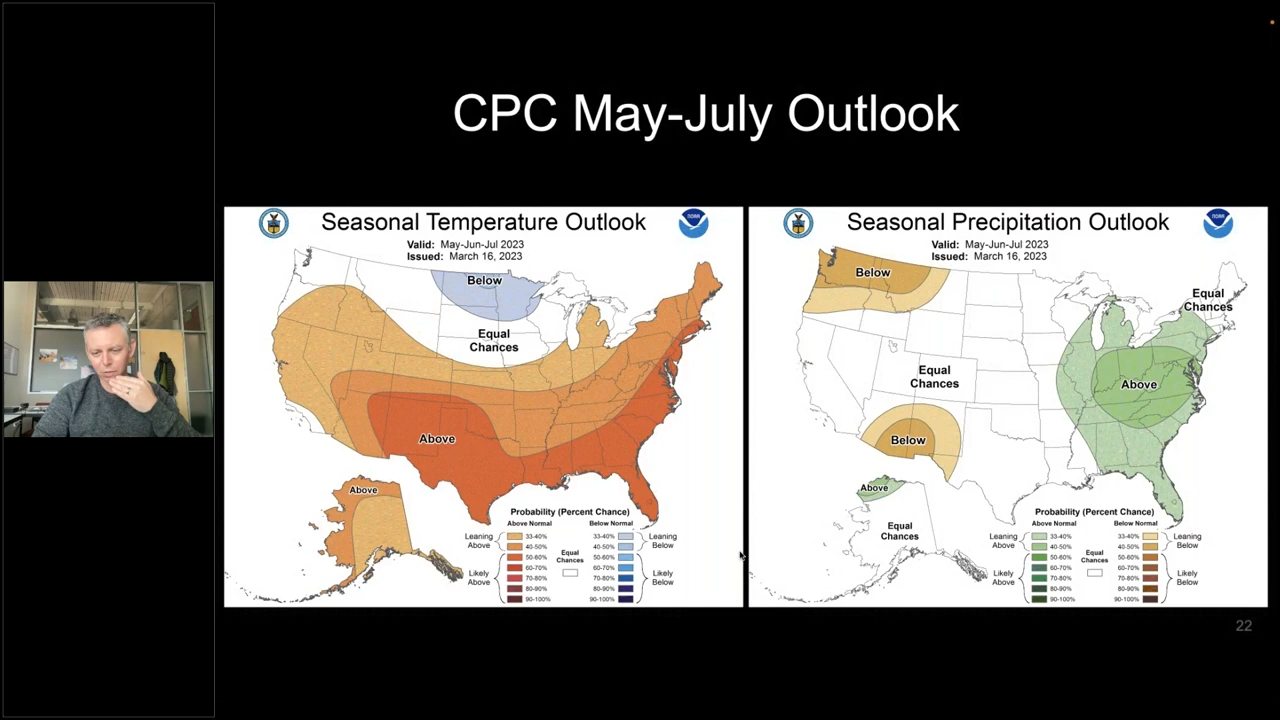 CPC May-July Outlook
Seasonal Temperature Outlook
Valid: May-Jun-Jul 2023
Issued: March 16, 2023
Below
Equal
Chances
Above
Above
Probability (Percent Chance)
Above Normal
Below Normal
Leaning
Above
33-40%
40-50%
50-60%
60-70%
70-80%
80-90%
90-100%
Likely
Above
Equal
Chances
33-40%
40-50%
50-60%
60-70%
70-80%
80-90%
90-100%
Leaning
Below
Likely
Below
Seasonal Precipitation Outlook
Valid: May-Jun-Jul 2023
Issued: March 16, 2023
Below
Equal
Chances
Equal
Chances
Above
Below
Above
Equal
Chances
Probability (Percent Chance)
Above Normal
Below Normal
Leaning
Above
33-40%
40-50%
50-60%
60-70%
70-80%
80-90%
90-100%
Likely
Above
Equal
Chances
33-40%
40-50%
50-60%
60-70%
70-80%
80-90%
90-100%
Leaning
Below
Likely
Below
22